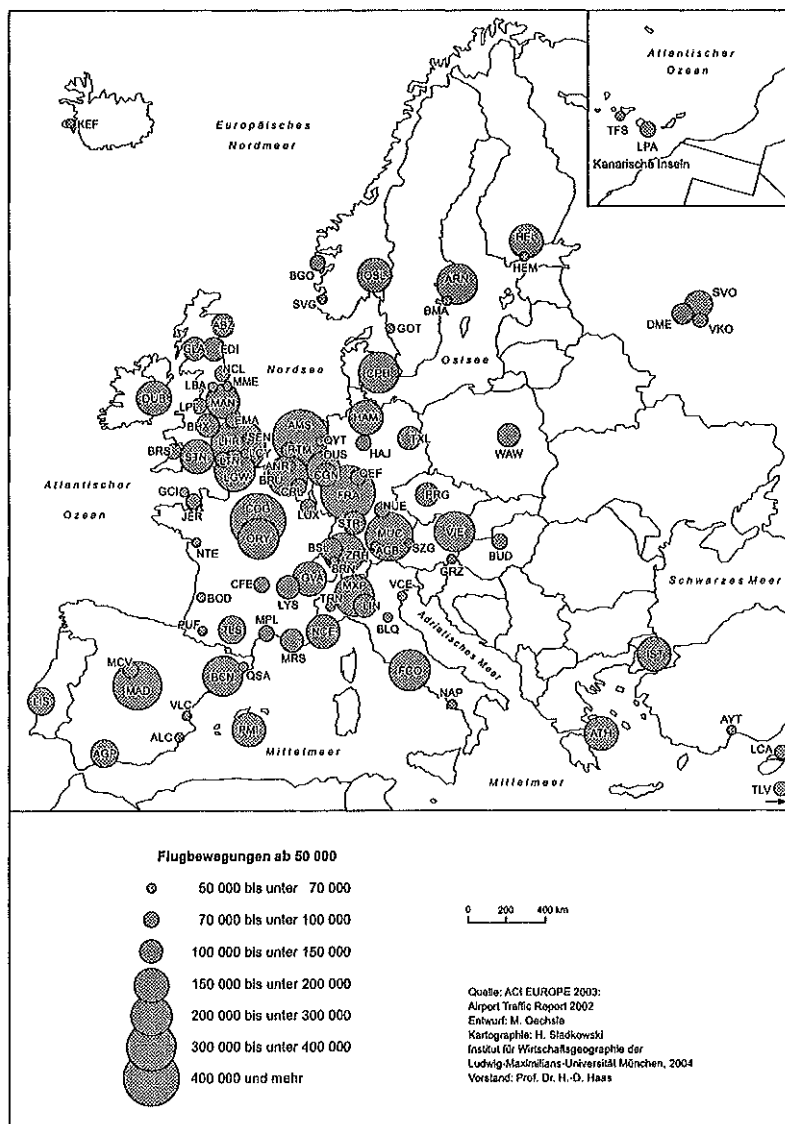 Atlantischer
Ozean
TFS
LPA
Kanarische Inseln
KEF
Europäisches
Nordmeer
HEL
HEM
BGO
OSL
ARN
SVG
BMA
GOT
SVO
DME
VKO
ABZ
GLA
EDI
Nordsee
Ostsee
NCL
LBA
MME
CPH
DUB
LPL
MAN
HAM
BHX
EMA
AMS
TXL
WAW
LHR
SEN
QYT
HAJ
BRS
STN
LTN
LCY
RTM
DUS
LGW
ANR
BRU
CGN
CRL
FRA
PRG
GCI
JER
Atlantischer
Ozean
CDG
LUX
NUE
ORY
STR
MUC
VIE
NTE
BSL
ZRH
AGB
SZG
BUD
BRN
GRZ
CFE
GVA
LYS
MXP
LIN
VCE
Schwarzes Meer
BOD
TRN
MPL
BLQ
PUF
TLS
MRS
NCE
Adriatisches Meer
IST
MCV
MAD
BCN
QSA
FCO
LIS
VLC
NAP
ALC
PMI
ATH
AYT
AGP
Mittelmeer
LCA
Mittelmeer
TLV
Flugbewegungen ab 50 000
50 000 bis unter 70 000
70 000 bis unter 100 000
100 000 bis unter 150 000
150 000 bis unter 200 000
200 000 bis unter 300 000
300 000 bis unter 400 000
400 000 und mehr
0 200 400 km
Quelle: ACI EUROPE 2003:
Airport Traffic Report 2002
Entwurf: M. Oechsle
Kartographie: H. Sladkowski
Institut für Wirtschaftsgeographie der
Ludwig-Maximilians-Universität München, 2004
Vorstand: Prof. Dr. H.-D. Haas